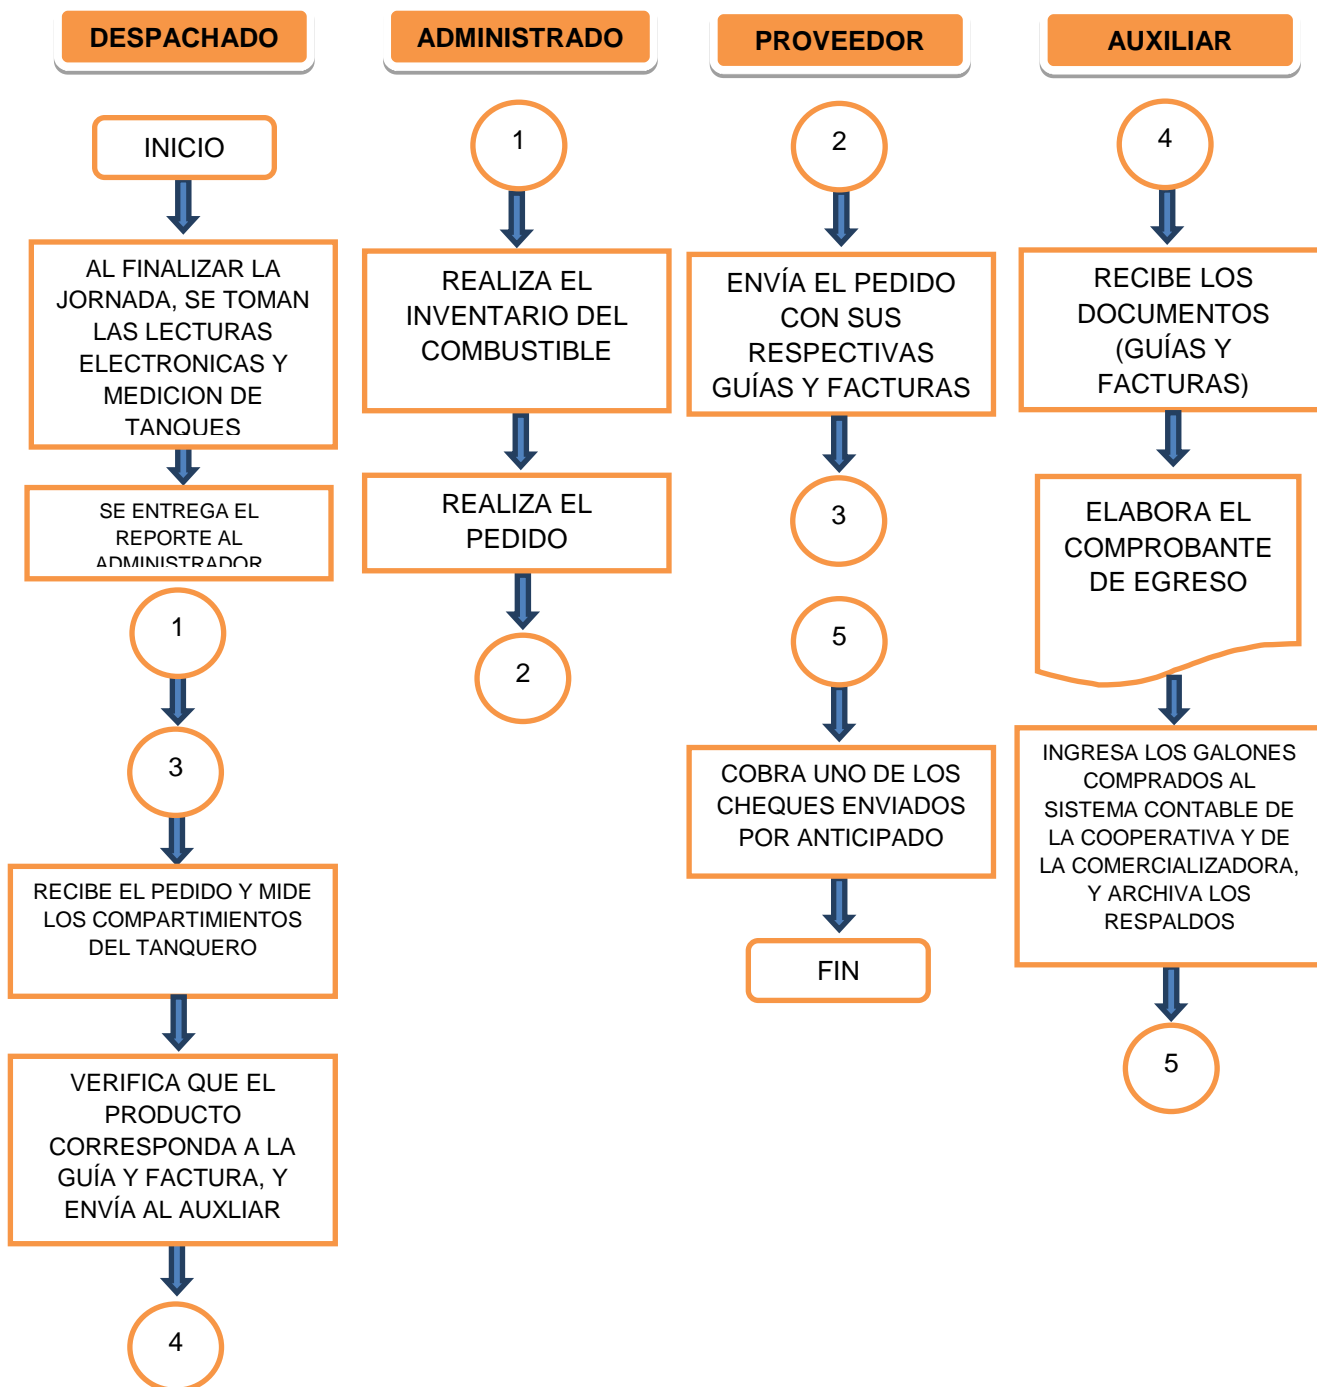 DESPACHADO
ADMINISTRADO
PROVEEDOR
AUXILIAR
INICIO
AL FINALIZAR LA
JORNADA, SE TOMAN
LAS LECTURAS
ELECTRONICAS Y
MEDICION DE
TANQUES
SE ENTREGA EL
REPORTE AL
ADMINISTRADOR
1
3
RECIBE EL PEDIDO Y MIDE
LOS COMPARTIMIENTOS
DEL TANQUERO
VERIFICA QUE EL
PRODUCTO
CORRESPONDA A LA
GUÍA Y FACTURA, Y
ENVÍA AL AUXLIAR
4
1
REALIZA EL
INVENTARIO DEL
COMBUSTIBLE
REALIZA EL
PEDIDO
2
2
ENVÍA EL PEDIDO
CON SUS
RESPECTIVAS
GUÍAS Y FACTURAS
3
5
COBRA UNO DE LOS
CHEQUES ENVIADOS
POR ANTICIPADO
FIN
4
RECIBE LOS
DOCUMENTOS
(GUÍAS Y
FACTURAS)
ELABORA EL
COMPROBANTE
DE EGRESO
INGRESA LOS GALONES
COMPRADOS AL
SISTEMA CONTABLE DE
LA COOPERATIVA Y DE
LA COMERCIALIZADORA,
Y ARCHIVA LOS
RESPALDOS
5